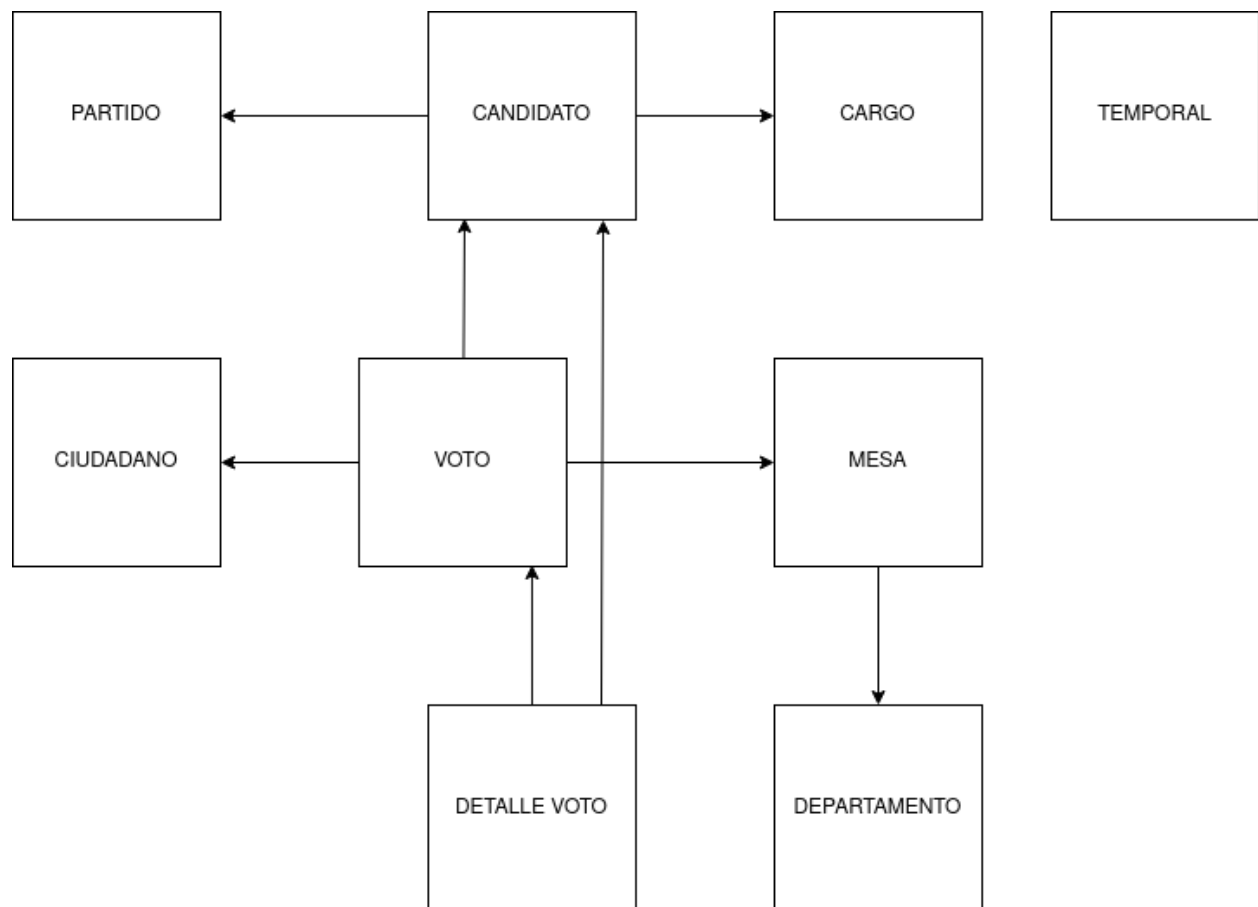 PARTIDO
CANDIDATO
CARGO
TEMPORAL
CIUDADANO
VOTO
MESA
DETALLE VOTO
DEPARTAMENTO